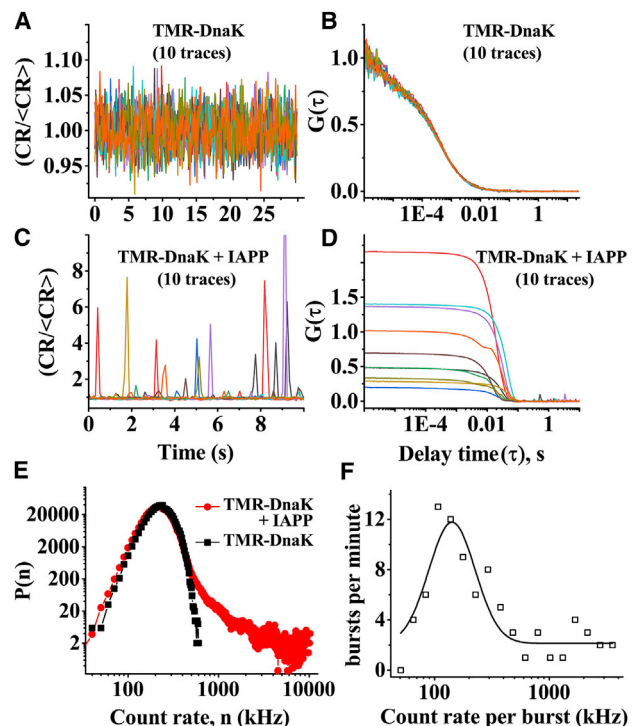 A
TMR-DnaK
(10 traces)
(CR/<CR>)
1.10
1.05
1.00
0.95
0 5 10 15 20 25
B
TMR-DnaK
(10 traces)
G(τ)
1.0
0.5
0.0
1E-4 0.01 1
C
TMR-DnaK + IAPP
(10 traces)
(CR/<CR>)
8
6
4
2
0 2 4 6 8 10
Time (s)
D
TMR-DnaK + IAPP
(10 traces)
G(τ)
1.5
1.0
0.5
0.0
1E-4 0.01 1
Delay time(τ), s
E
TMR-DnaK
+ IAPP
TMR-DnaK
P(n)
20000
2000
200
20
2
100 1000 10000
Count rate, n (kHz)
F
bursts per minute
12
8
4
0
100 1000
Count rate per burst (kHz)